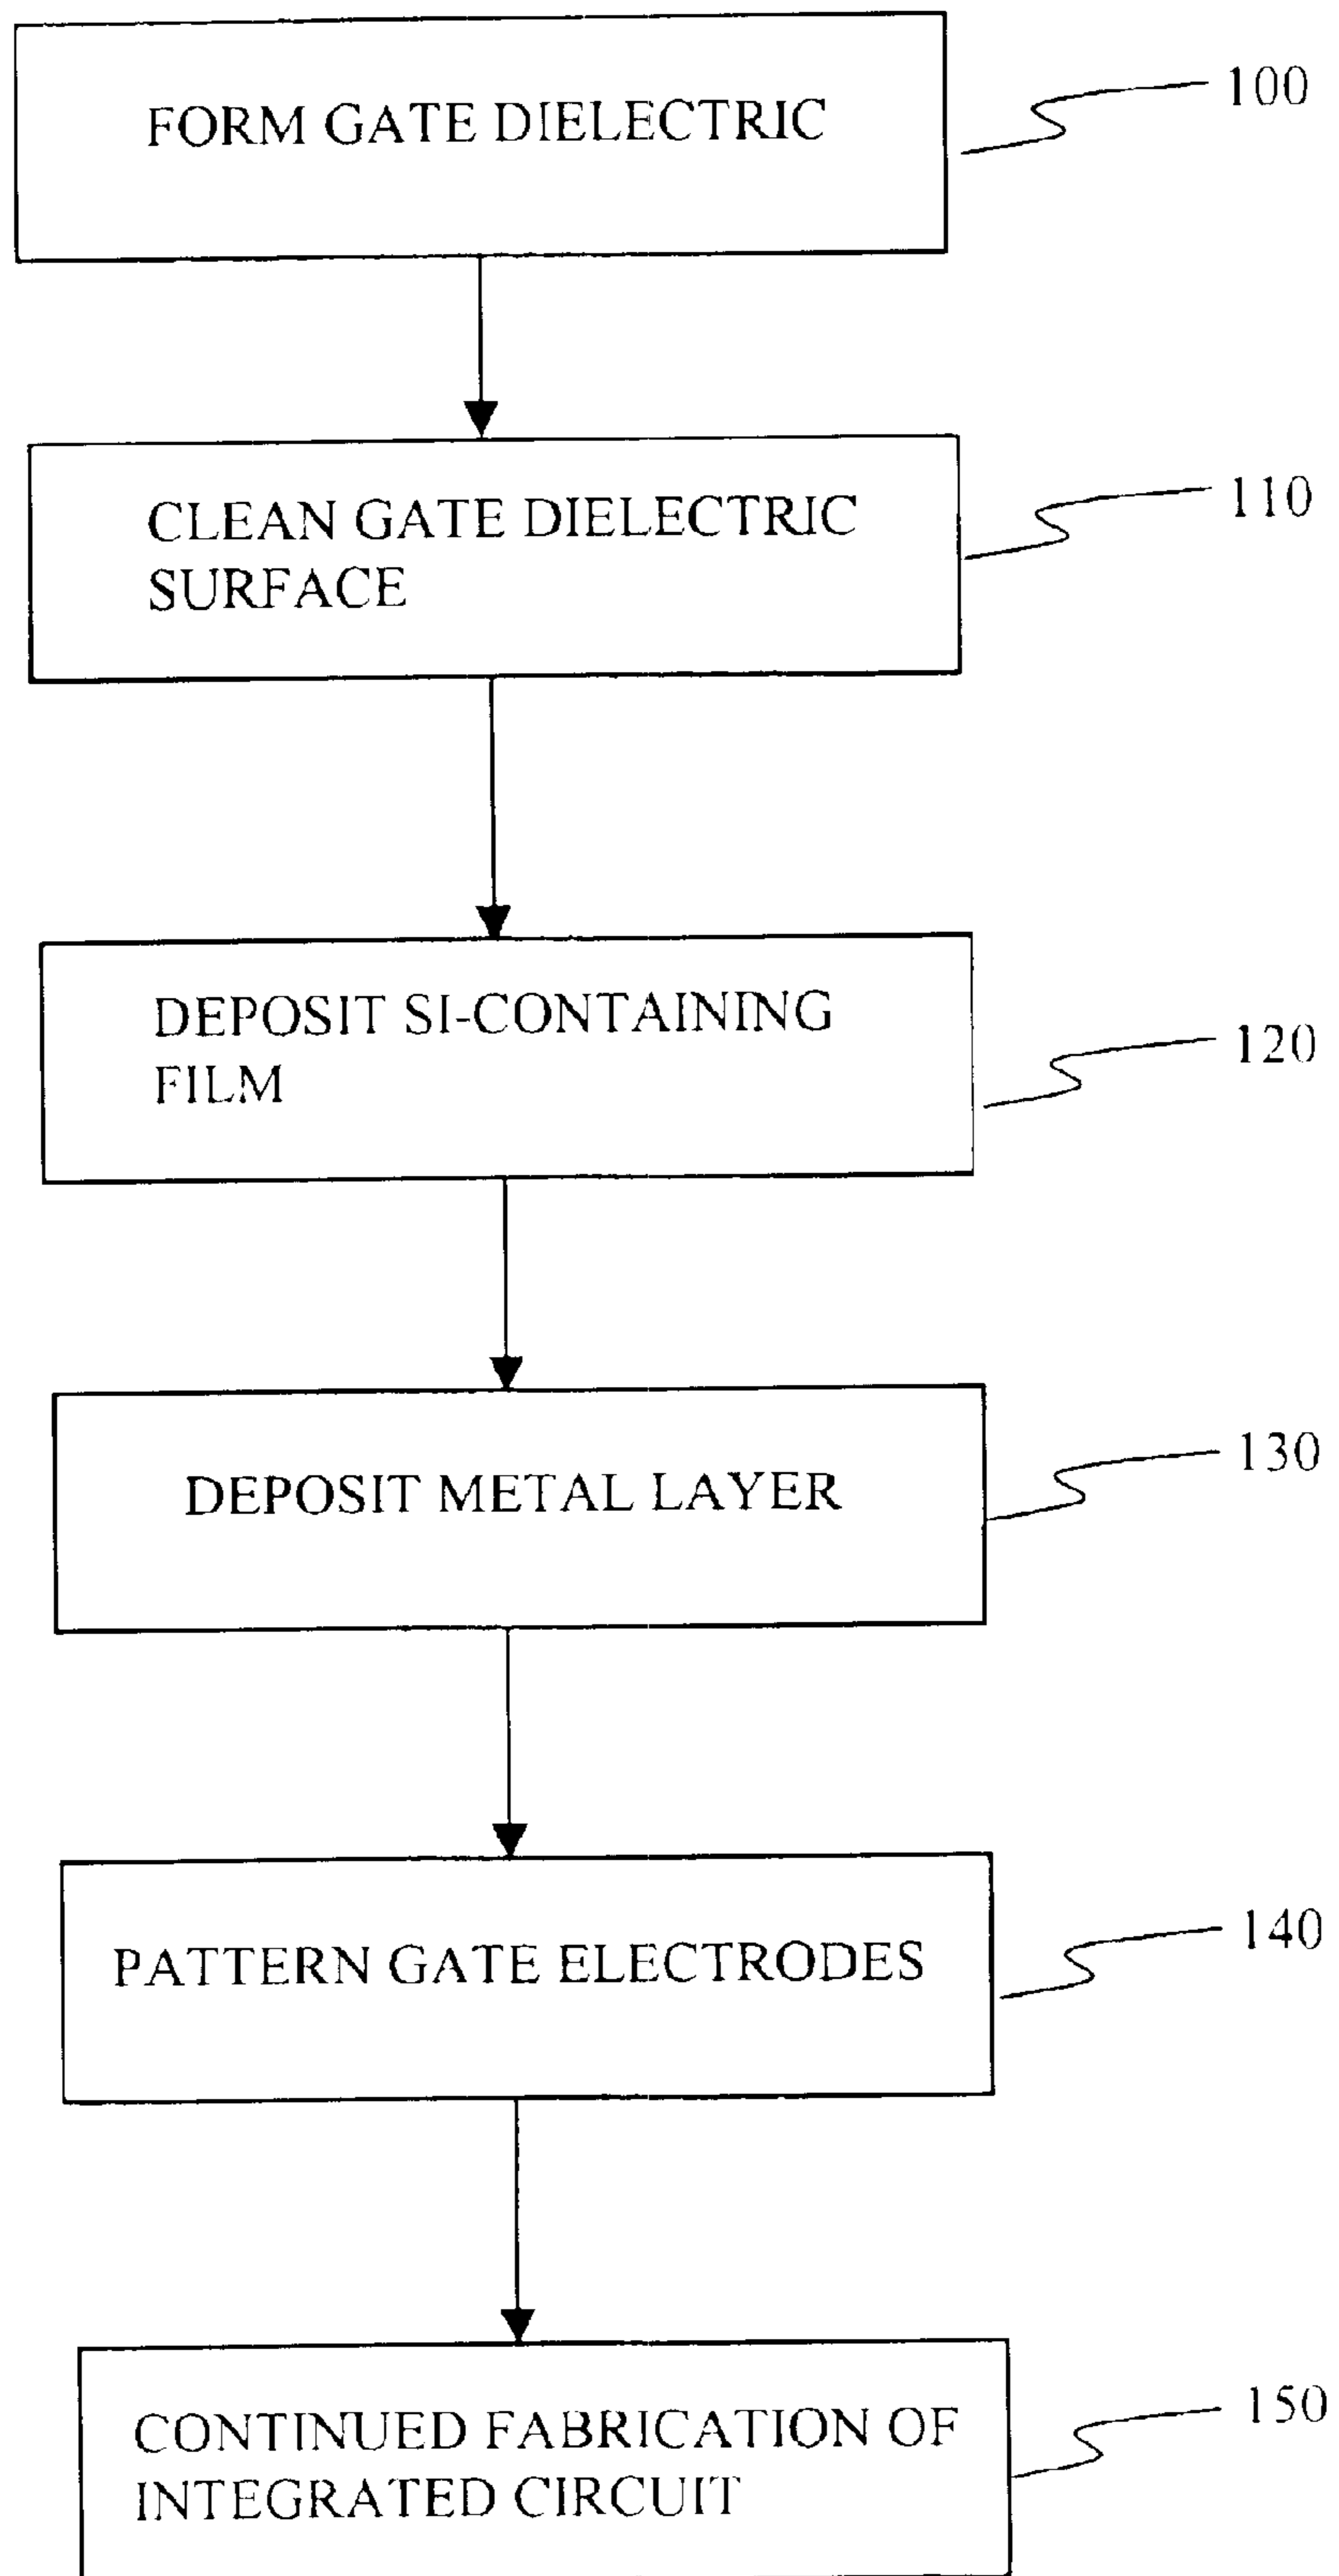 FORM GATE DIELECTRIC
100
CLEAN GATE DIELECTRIC
SURFACE
110
DEPOSIT SI-CONTAINING
FILM
120
DEPOSIT METAL LAYER
130
PATTERN GATE ELECTRODES
140
CONTINUED FABRICATION OF
INTEGRATED CIRCUIT
150